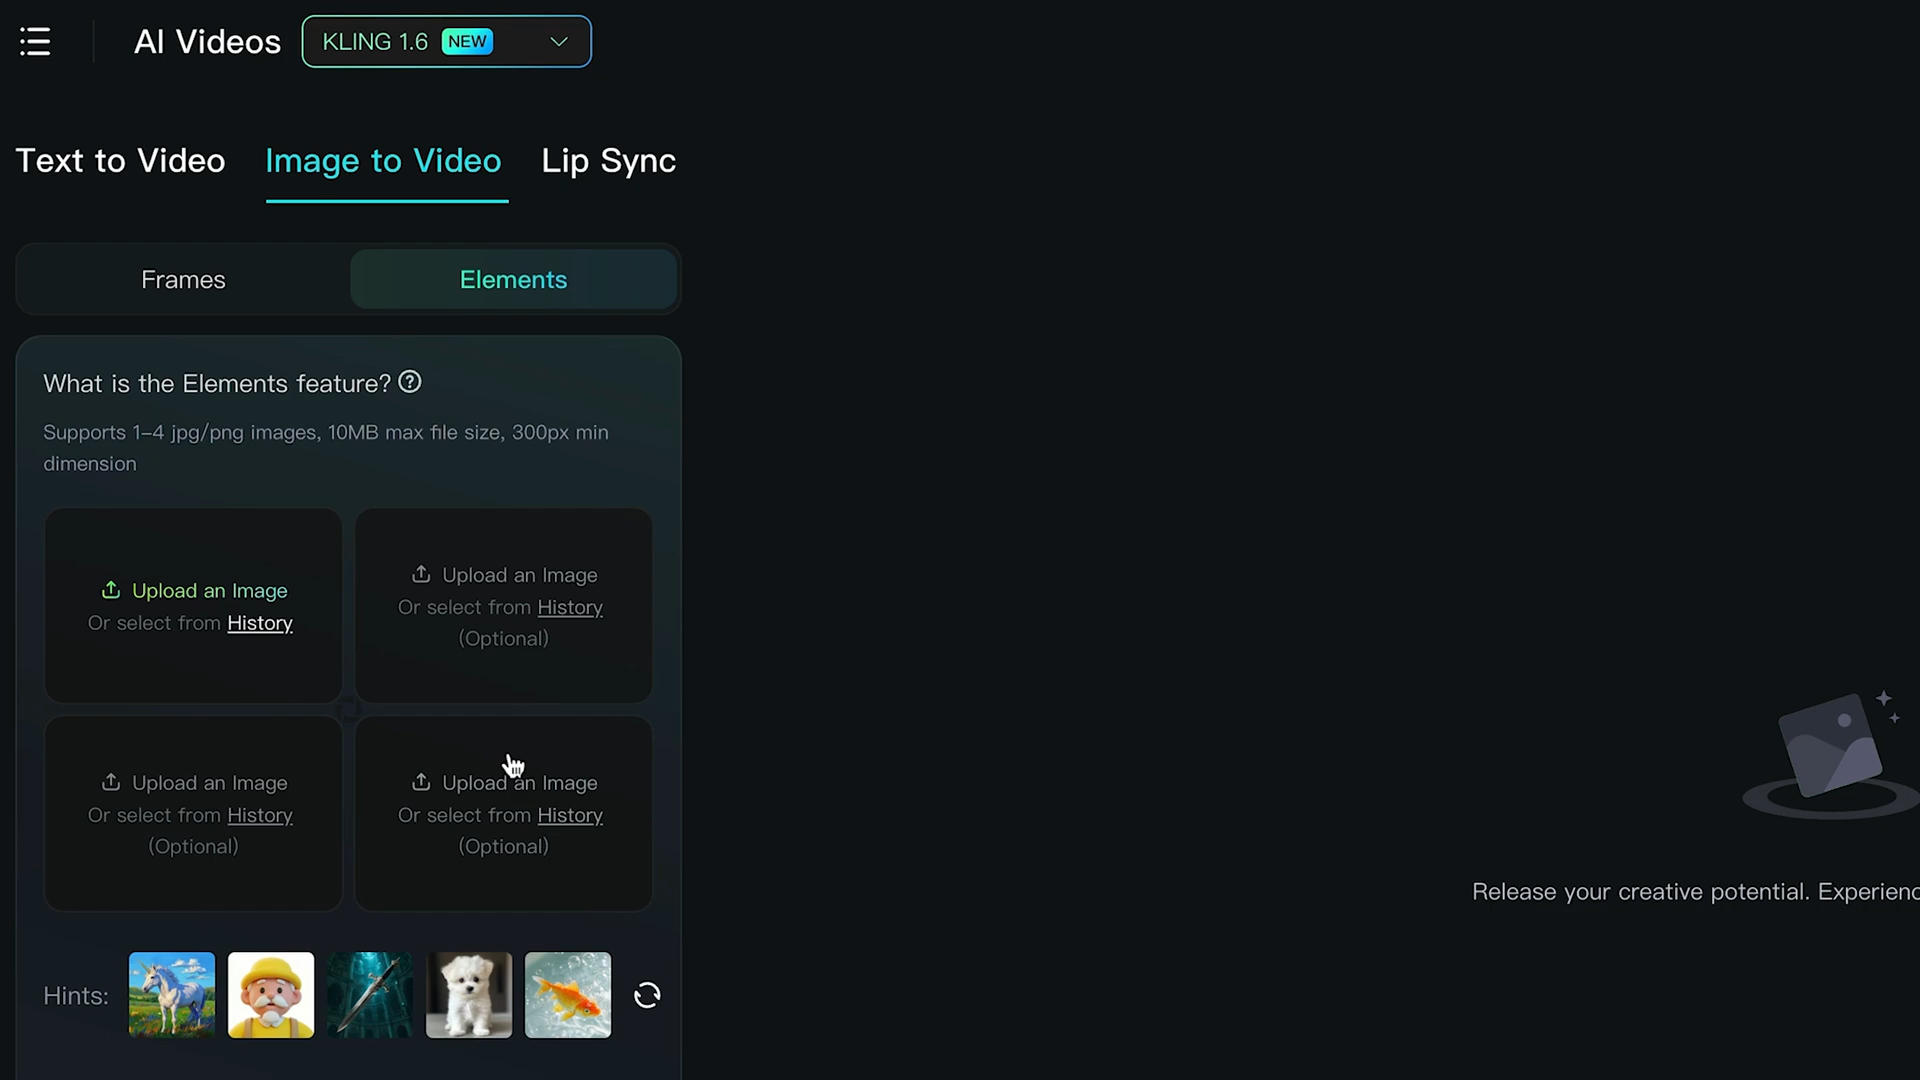 AI Videos
KLING 1.6 NEW
Text to Video
Image to Video
Lip Sync
Frames
Elements
What is the Elements feature?
Supports 1–4 jpg/png images, 10MB max file size, 300px min
dimension
Upload an Image
Or select from History
Upload an Image
Or select from History
(Optional)
Upload an Image
Or select from History
(Optional)
Upload an Image
Or select from History
(Optional)
Hints:
Release your creative potential.